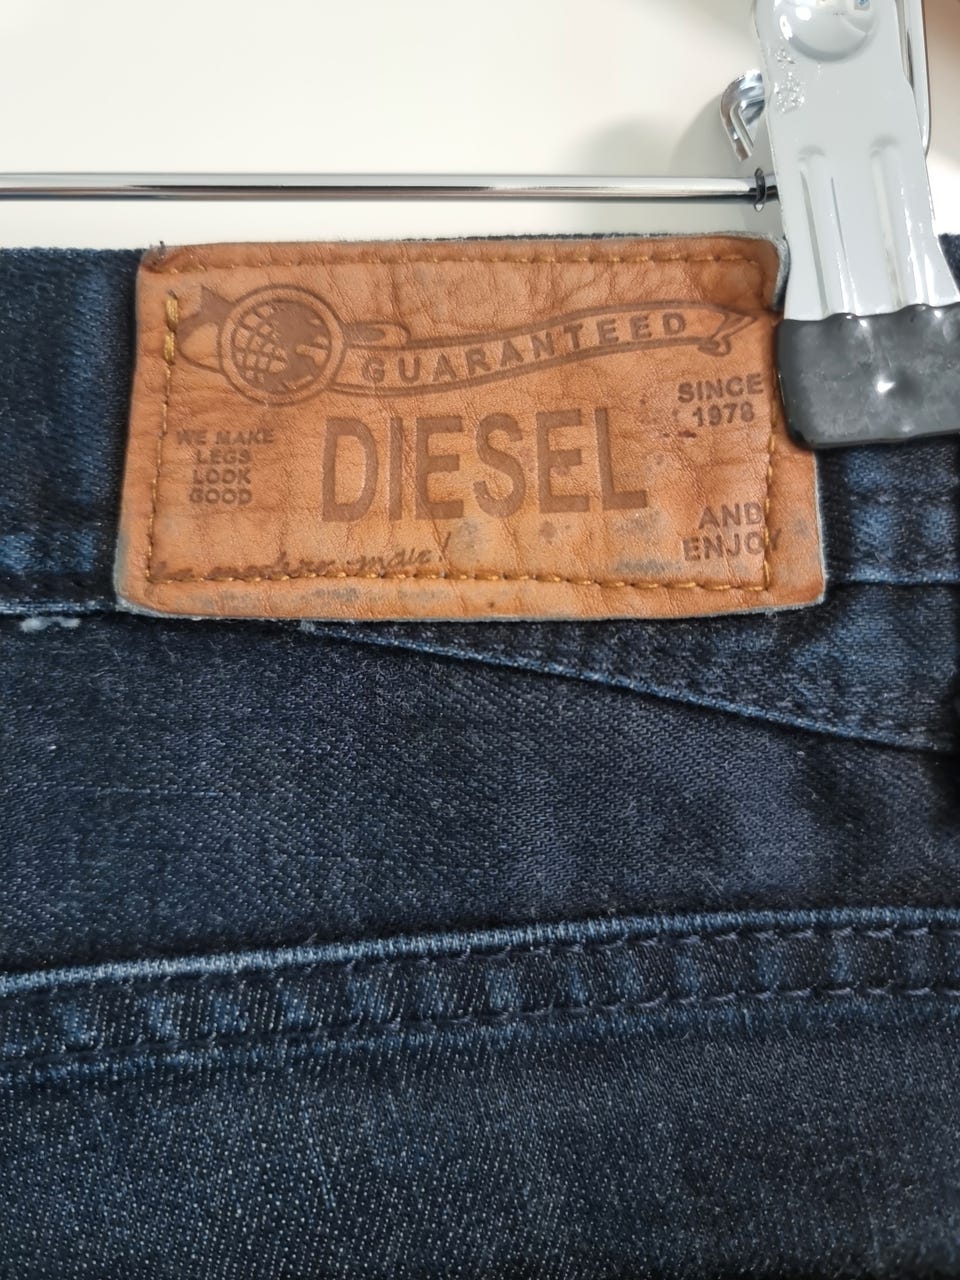 GUARANTEED
SINCE
1978
WE MAKE
LEGS
LOOK
GOOD
DIESEL
AND
ENJOY